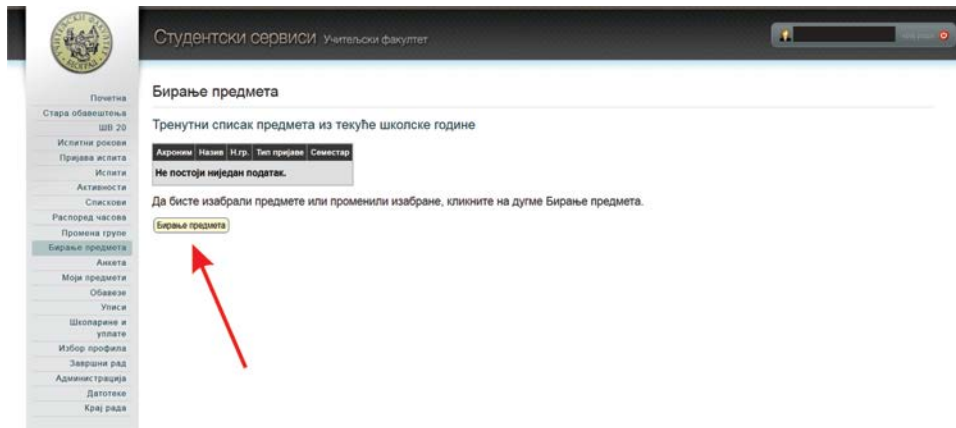 Студентски сервиси Учитељски факултет
Почетна
Стара обавештења
ШВ 20
Испитни рокови
Пријава испита
Испити
Активности
Спискови
Распоред часова
Промена групе
Бирање предмета
Анкета
Моји предмети
Обавезе
Уписи
Школарине и
уплате
Избор профила
Завршни рад
Администрација
Датотеке
Крај рада
Бирање предмета
Тренутни списак предмета из текуће школске године
Акроним Назив Н.гр. Тип пријаве Семестар
Не постоји ниједан податак.
Да бисте изабрали предмете или променили изабране, кликните на дугме Бирање предмета.
Бирање предмета